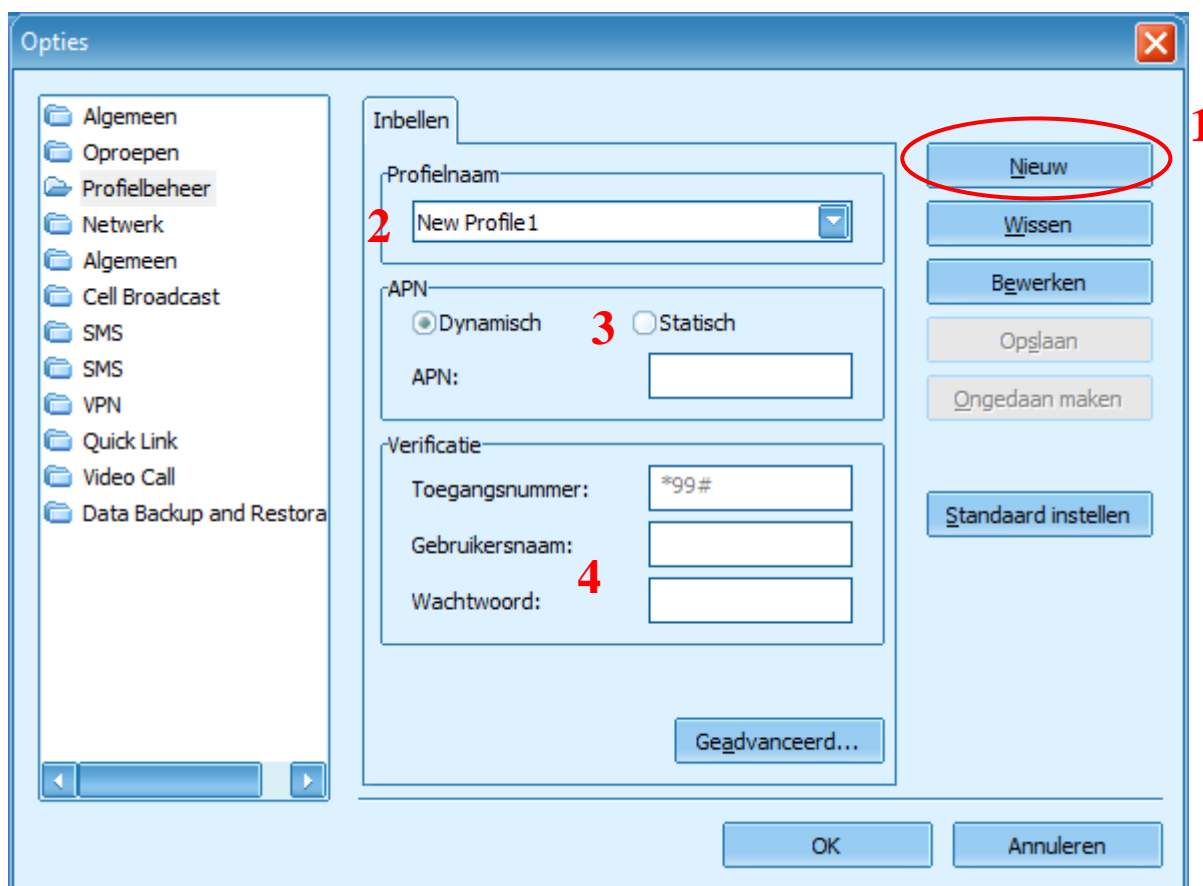 Opties
Algemeen
Oproepen
Profielbeheer
Netwerk
Algemeen
Cell Broadcast
SMS
SMS
VPN
Quick Link
Video Call
Data Backup and Restora
Inbellen
Profielnaam
2
New Profile1
APN
Dynamisch
3
Statisch
APN:
Verificatie
Toegangsnummer:
*99#
Gebruikersnaam:
4
Wachtwoord:
Geadvanceerd...
1
Nieuw
Wissen
Bewerken
Opslaan
Ongedaan maken
Standaard instellen
OK
Annuleren